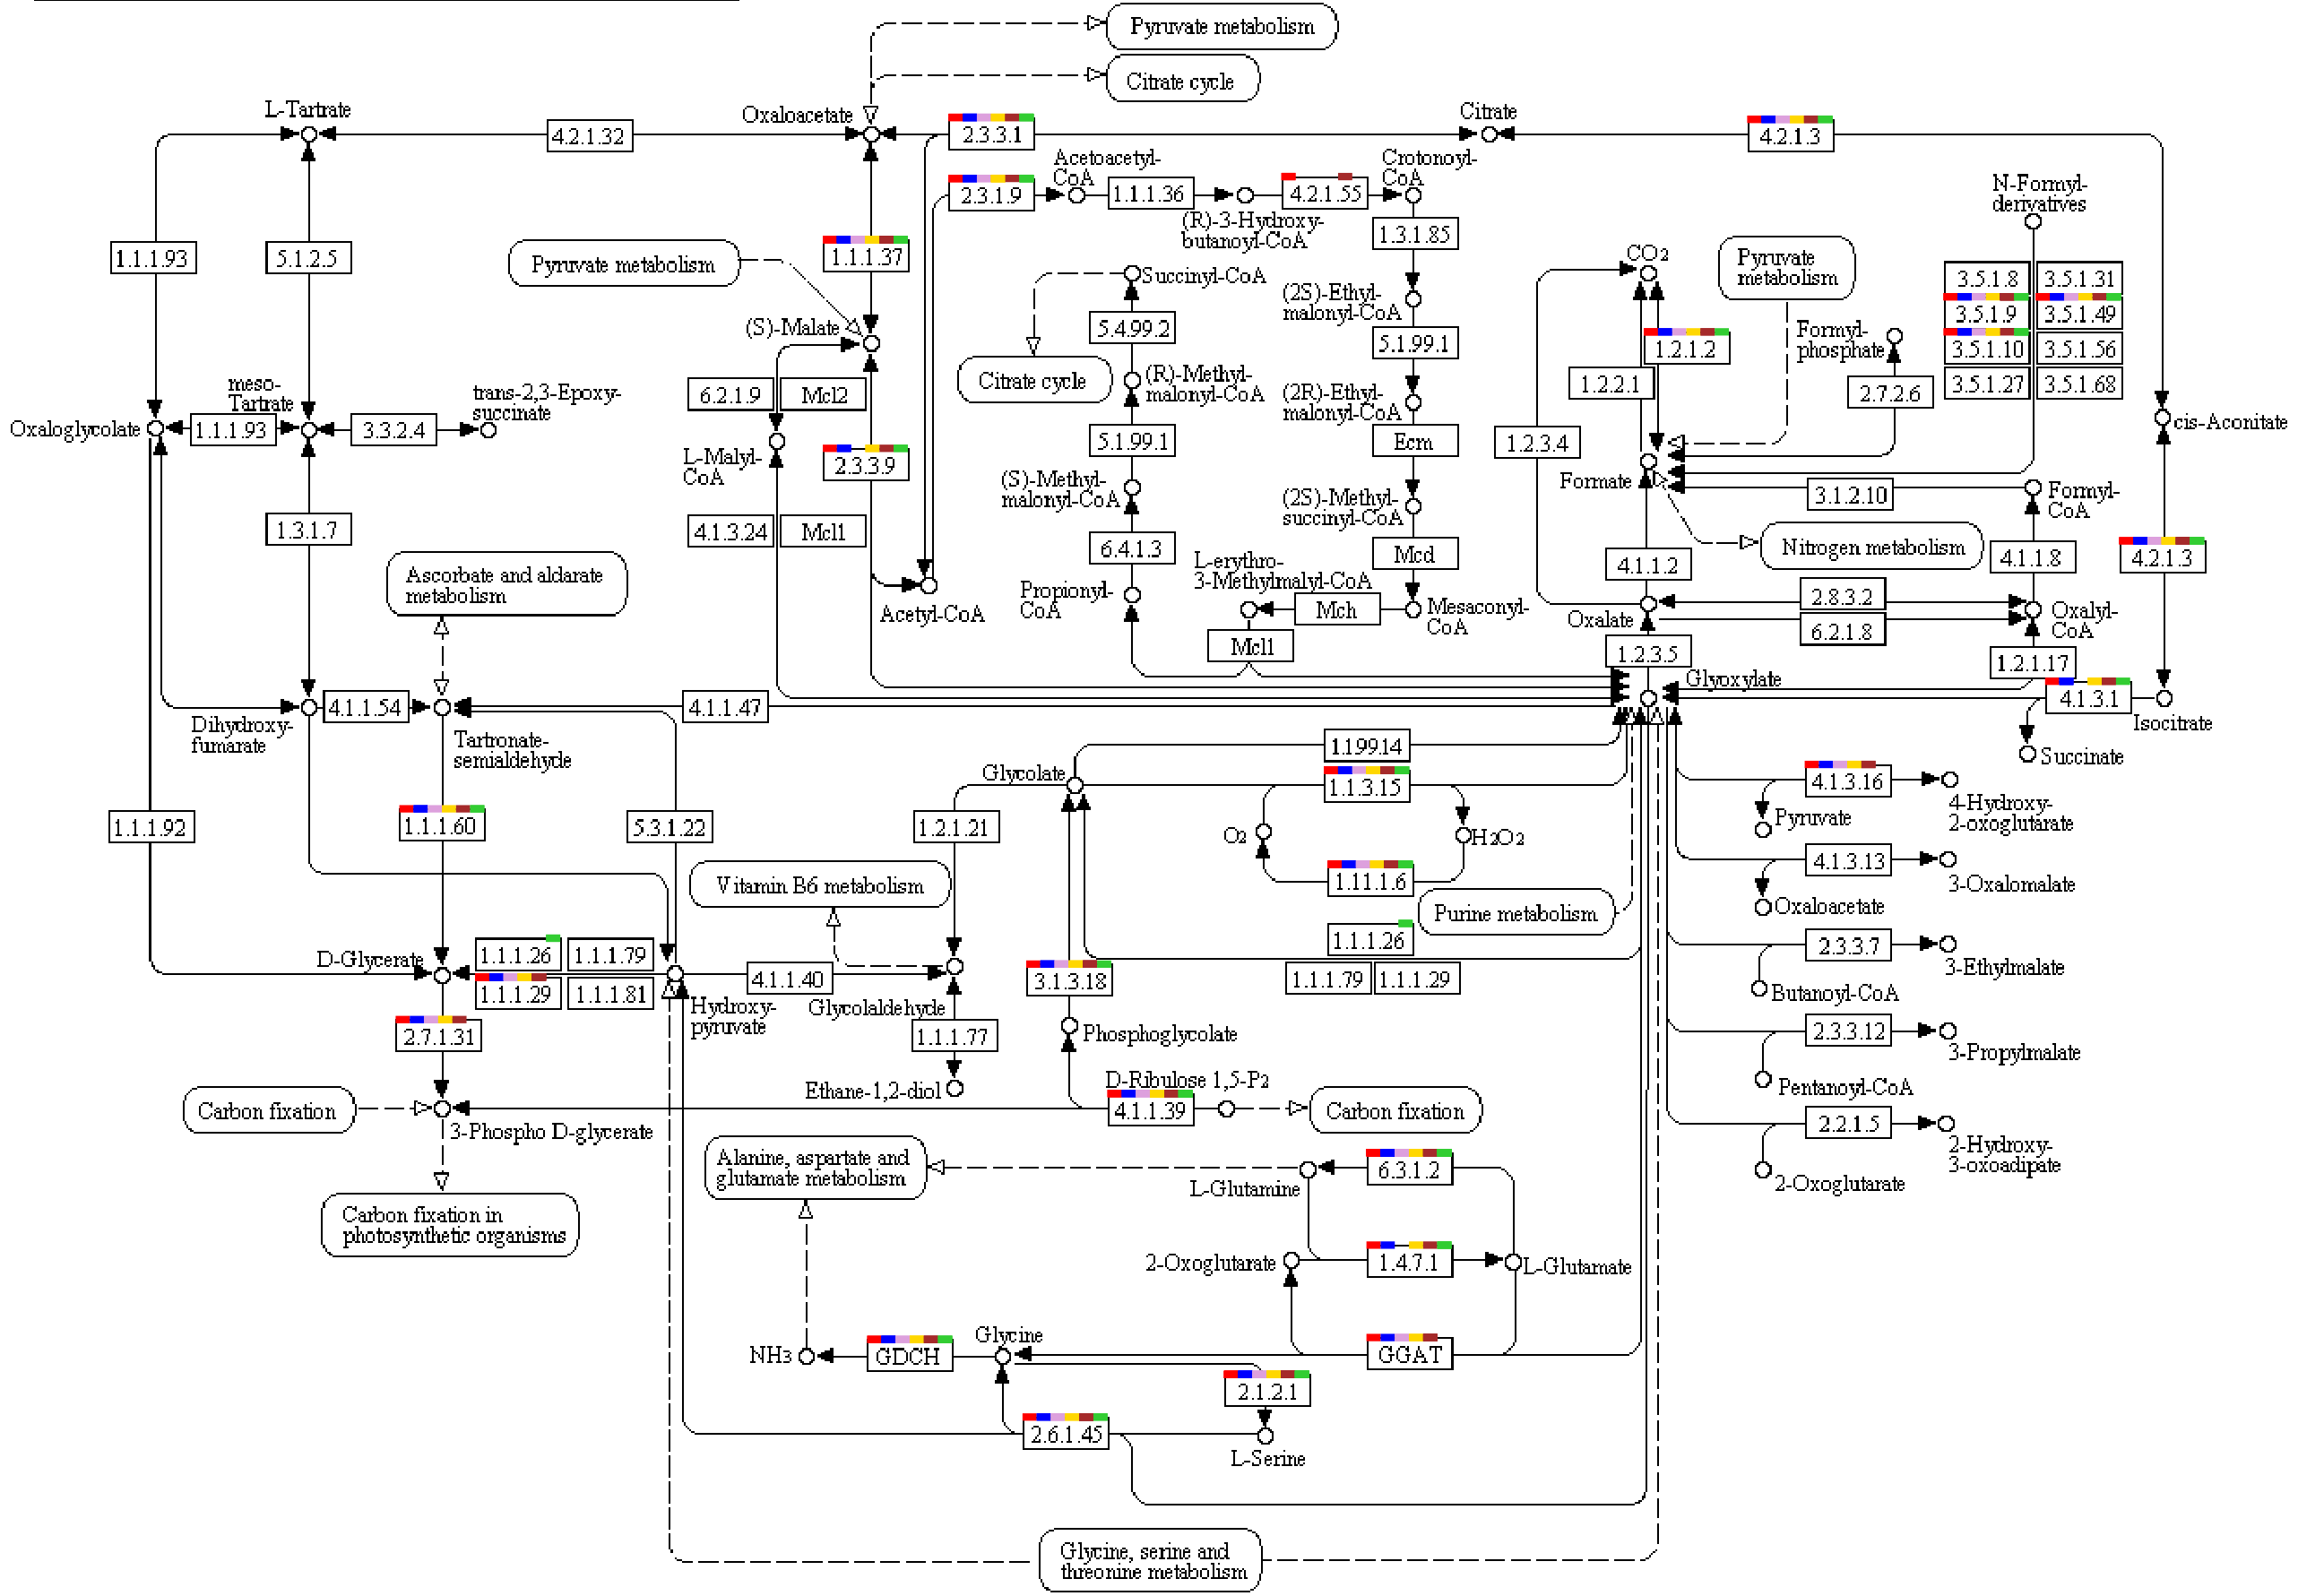 Pyruvate metabolism
Citrate cycle
L-Tartrate
Oxaloacetate
Citrate
4.2.1.32
2.3.3.1
4.2.1.3
Acetoacetyl-
CoA
Crotonoyl-
CoA
2.3.1.9
1.1.1.36
4.2.1.55
(R)-3-Hydroxy-
butanoyl-CoA
N-Formyl-
derivatives
1.1.1.93
5.1.2.5
Pyruvate metabolism
1.1.1.37
1.3.1.85
CO2
Pyruvate
metabolism
Succinyl-CoA
3.5.1.8
3.5.1.31
3.5.1.9
3.5.1.49
3.5.1.10
3.5.1.56
3.5.1.27
3.5.1.68
(2S)-Ethyl-
malonyl-CoA
(S)-Malate
5.4.99.2
5.1.99.1
1.2.1.2
Formyl-
phosphate
Citrate cycle
(R)-Methyl-
malonyl-CoA
(2R)-Ethyl-
malonyl-CoA
1.2.2.1
2.7.2.6
meso-
Tartrate
trans-2,3-Epoxy-
succinate
6.2.1.9
Mcl2
Oxaloglycolate
1.1.1.93
3.3.2.4
5.1.99.1
Ecm
1.2.3.4
cis-Aconitate
L-Malyl-
CoA
2.3.3.9
(S)-Methyl-
malonyl-CoA
(2S)-Methyl-
succinyl-CoA
Formate
3.1.2.10
Formyl-
CoA
1.3.1.7
4.1.3.24
Mcl1
6.4.1.3
Mcd
Nitrogen metabolism
4.1.1.2
4.1.1.8
4.2.1.3
Ascorbate and aldarate
metabolism
L-erythro-
3-Methylmalyl-CoA
Acetyl-CoA
Propionyl-
CoA
Mch
Mesaconyl-
CoA
Oxalate
2.8.3.2
6.2.1.8
Oxalyl-
CoA
Mcl1
1.2.3.5
1.2.1.17
Glyoxylate
4.1.3.1
Isocitrate
4.1.1.54
4.1.1.47
Dihydroxy-
fumarate
Tartronate-
semialdehyde
Succinate
1.1.99.14
Glycolate
1.1.3.15
4.1.3.16
4-Hydroxy-
2-oxoglutarate
Pyruvate
1.1.1.92
1.1.1.60
5.3.1.22
1.2.1.21
O2
H2O2
4.1.3.13
3-Oxalomalate
Vitamin B6 metabolism
1.11.1.6
Oxaloacetate
Purine metabolism
1.1.1.26
2.3.3.7
3-Ethylmalate
D-Glycerate
1.1.1.26
1.1.1.79
1.1.1.29
1.1.1.81
4.1.1.40
3.1.3.18
1.1.1.79
1.1.1.29
Butanoyl-CoA
Hydroxy-
pyruvate
Glycolaldehyde
2.7.1.31
1.1.1.77
Phosphoglycolate
2.3.3.12
3-Propylmalate
Ethane-1,2-diol
D-Ribulose 1,5-P2
Pentanoyl-CoA
Carbon fixation
4.1.1.39
Carbon fixation
3-Phospho D-glycerate
2.2.1.5
2-Hydroxy-
3-oxoadipate
Alanine, aspartate and
glutamate metabolism
6.3.1.2
L-Glutamine
2-Oxoglutarate
Carbon fixation in
photosynthetic organisms
2-Oxoglutarate
1.4.7.1
L-Glutamate
NH3
GDCH
Glycine
GGAT
2.1.2.1
2.6.1.45
L-Serine
Glycine, serine and
threonine metabolism